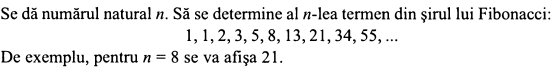 Se dă numărul natural n. Să se determine al n-lea termen din şirul lui Fibonacci:
1, 1, 2, 3, 5, 8, 13, 21, 34, 55, ...
De exemplu, pentru n = 8 se va afişa 21.